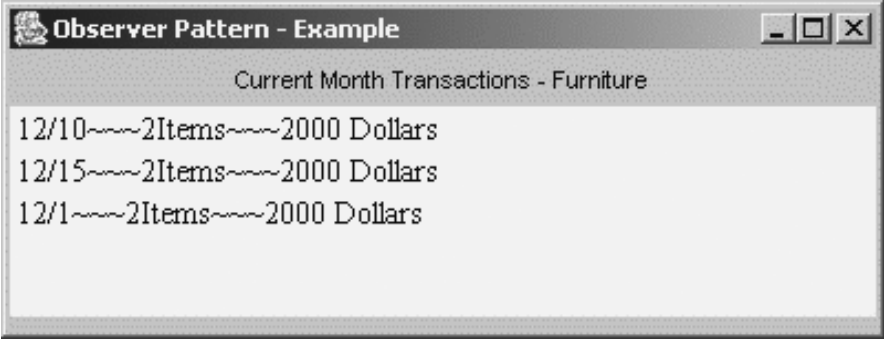 Observer Pattern - Example
Current Month Transactions - Furniture
12/10~~~2Items~~~2000 Dollars
12/15~~~2Items~~~2000 Dollars
12/1~~~2Items~~~2000 Dollars